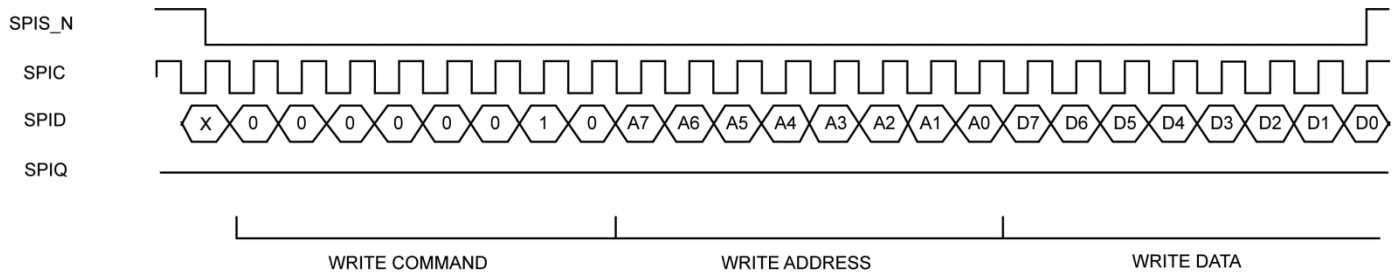 SPIS_N
SPIC
SPID X 0 0 0 0 0 0 1 0 A7 A6 A5 A4 A3 A2 A1 A0 D7 D6 D5 D4 D3 D2 D1 D0
SPIQ
WRITE COMMAND WRITE ADDRESS WRITE DATA